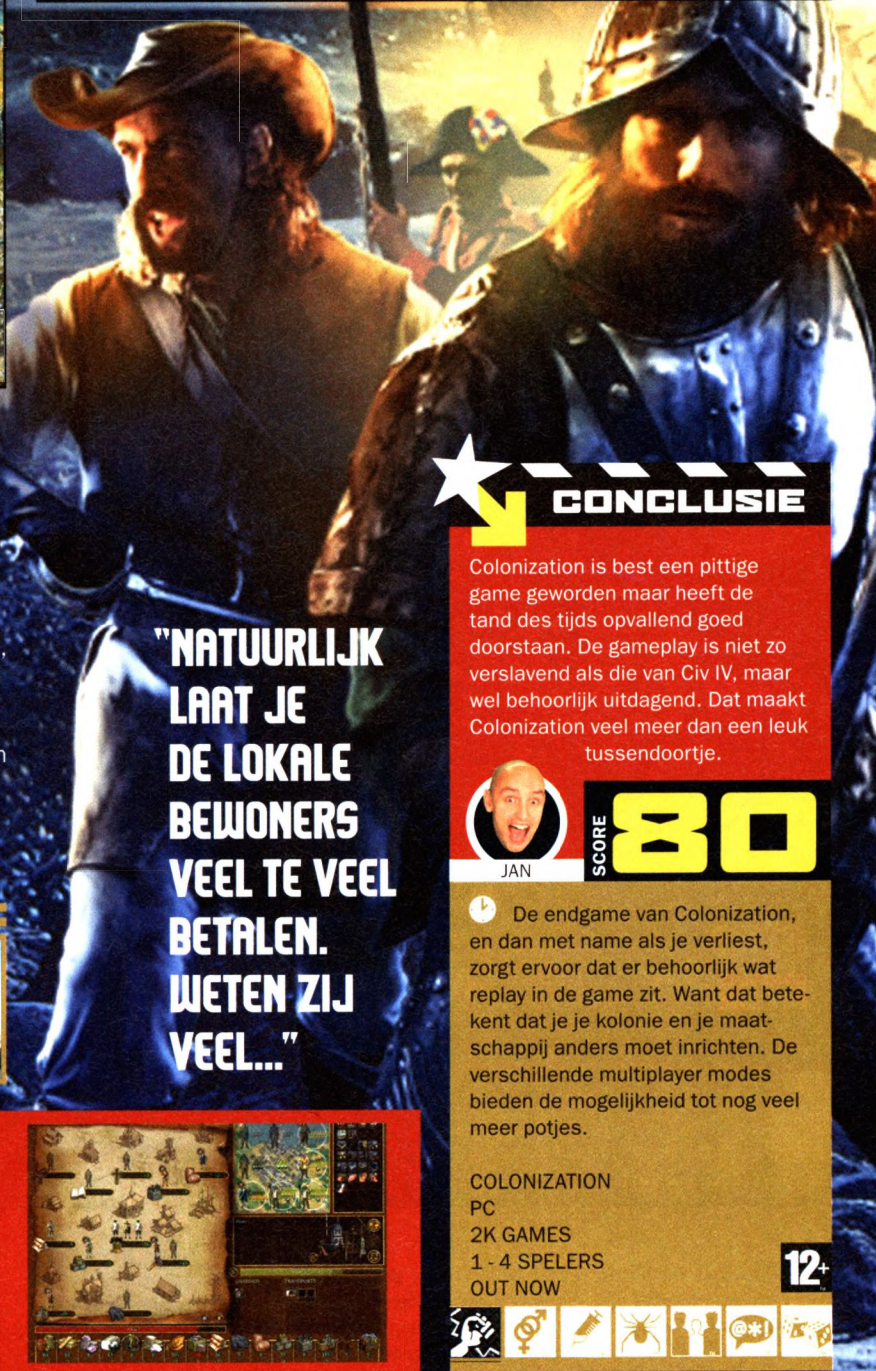 "NATUURLIJK
LAAT JE
DE LOKALE
BEWONERS
VEEL TE VEEL
BETALEN.
WETEN ZIJ
VEEL..."
CONCLUSIE
Colonization is best een pittige
game geworden maar heeft de
tand des tijds opvallend goed
doorstaan. De gameplay is niet zo
verslavend als die van Civ IV, maar
wel behoorlijk uitdagend. Dat maakt
Colonization veel meer dan een leuk
tussendoortje.
JAN
SCORE
80
De endgame van Colonization,
en dan met name als je verliest,
zorgt ervoor dat er behoorlijk wat
replay in de game zit. Want dat bete-
kent dat je je kolonie en je maat-
schappij anders moet inrichten. De
verschillende multiplayer modes
bieden de mogelijkheid tot nog veel
meer potjes.
COLONIZATION
PC
2K GAMES
1 - 4 SPELERS
OUT NOW
12+
@*!